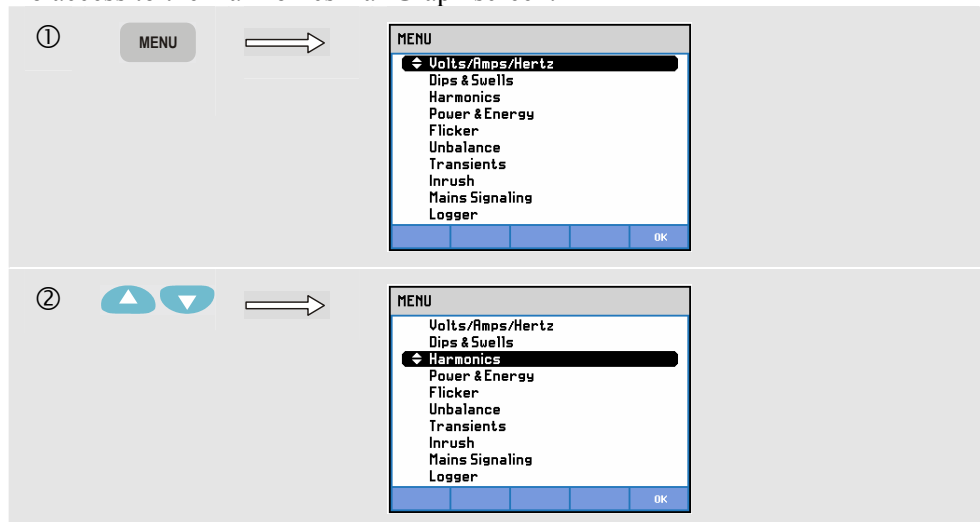 ① MENU
MENU
Volts/Amps/Hertz
Dips & Swells
Harmonics
Power & Energy
Flicker
Unbalance
Transients
Inrush
Mains Signaling
Logger
OK
②
MENU
Volts/Amps/Hertz
Dips & Swells
Harmonics
Power & Energy
Flicker
Unbalance
Transients
Inrush
Mains Signaling
Logger
OK